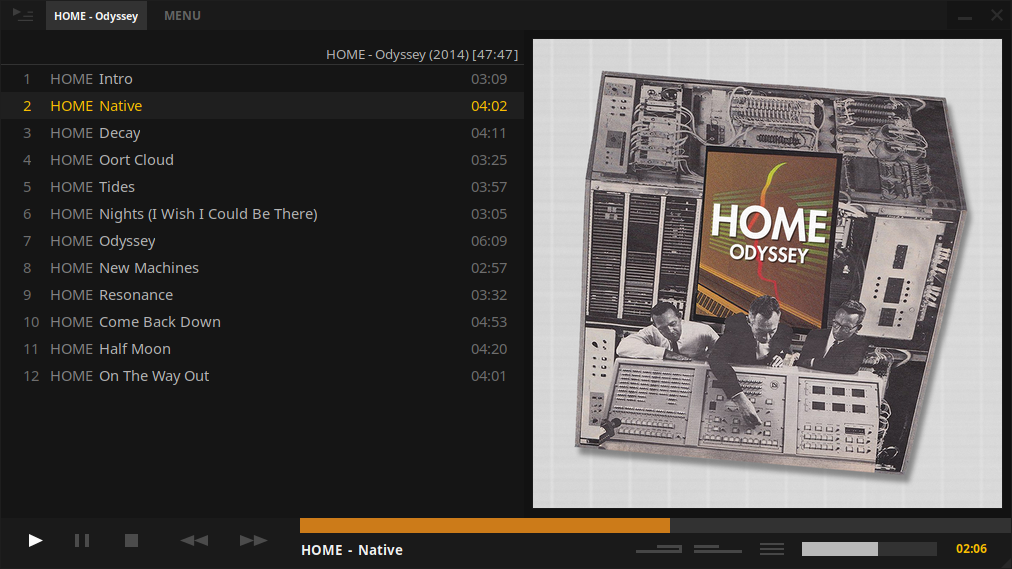 HOME - Odyssey MENU
HOME - Odyssey (2014) [47:47]
1 HOME Intro 03:09
2 HOME Native 04:02
3 HOME Decay 04:11
4 HOME Oort Cloud 03:25
5 HOME Tides 03:57
6 HOME Nights (I Wish I Could Be There) 03:05
7 HOME Odyssey 06:09
8 HOME New Machines 02:57
9 HOME Resonance 03:32
10 HOME Come Back Down 04:53
11 HOME Half Moon 04:20
12 HOME On The Way Out 04:01
HOME
ODYSSEY
HOME - Native 02:06